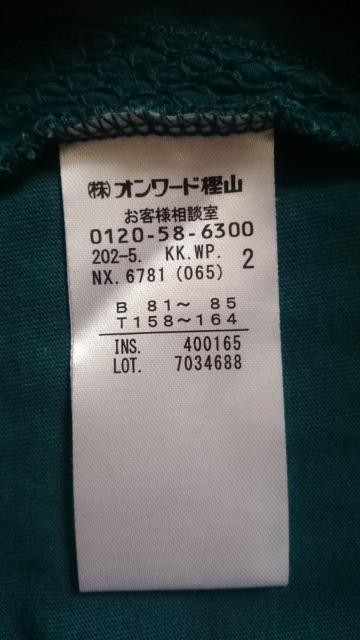 ㈱オンワード樫山
お客様相談室
0120-58-6300
202-5. KK.WP. 2
NX. 6781 (065)
B 81〜 85
T 158〜164
INS. 400165
LOT. 7034688